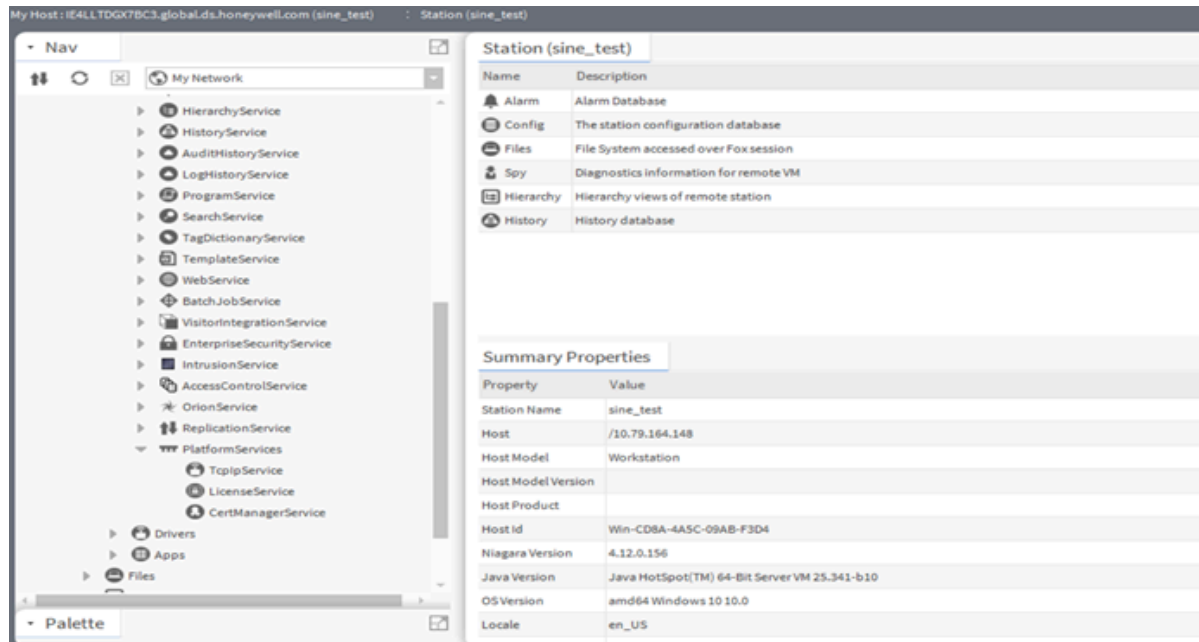 My Host : IE4LLTDGX7BC3.global.ds.honeywell.com (sine_test) : Station (sine_test)
Nav
My Network
HierarchyService
HistoryService
AuditHistoryService
LogHistoryService
ProgramService
SearchService
TagDictionaryService
TemplateService
WebService
BatchJobService
VisitorIntegrationService
EnterpriseSecurityService
IntrusionService
AccessControlService
OrionService
ReplicationService
PlatformServices
TcpIpService
LicenseService
CertManagerService
Drivers
Apps
Files
Palette
Station (sine_test)
Name Description
Alarm Alarm Database
Config The station configuration database
Files File System accessed over Fox session
Spy Diagnostics information for remote VM
Hierarchy Hierarchy views of remote station
History History database
Summary Properties
Property Value
Station Name sine_test
Host /10.79.164.148
Host Model Workstation
Host Model Version
Host Product
Host Id Win-CD8A-4A5C-09AB-F3D4
Niagara Version 4.12.0.156
Java Version Java HotSpot(TM) 64-Bit Server VM 25.341-b10
OS Version amd64 Windows 10 10.0
Locale en_US